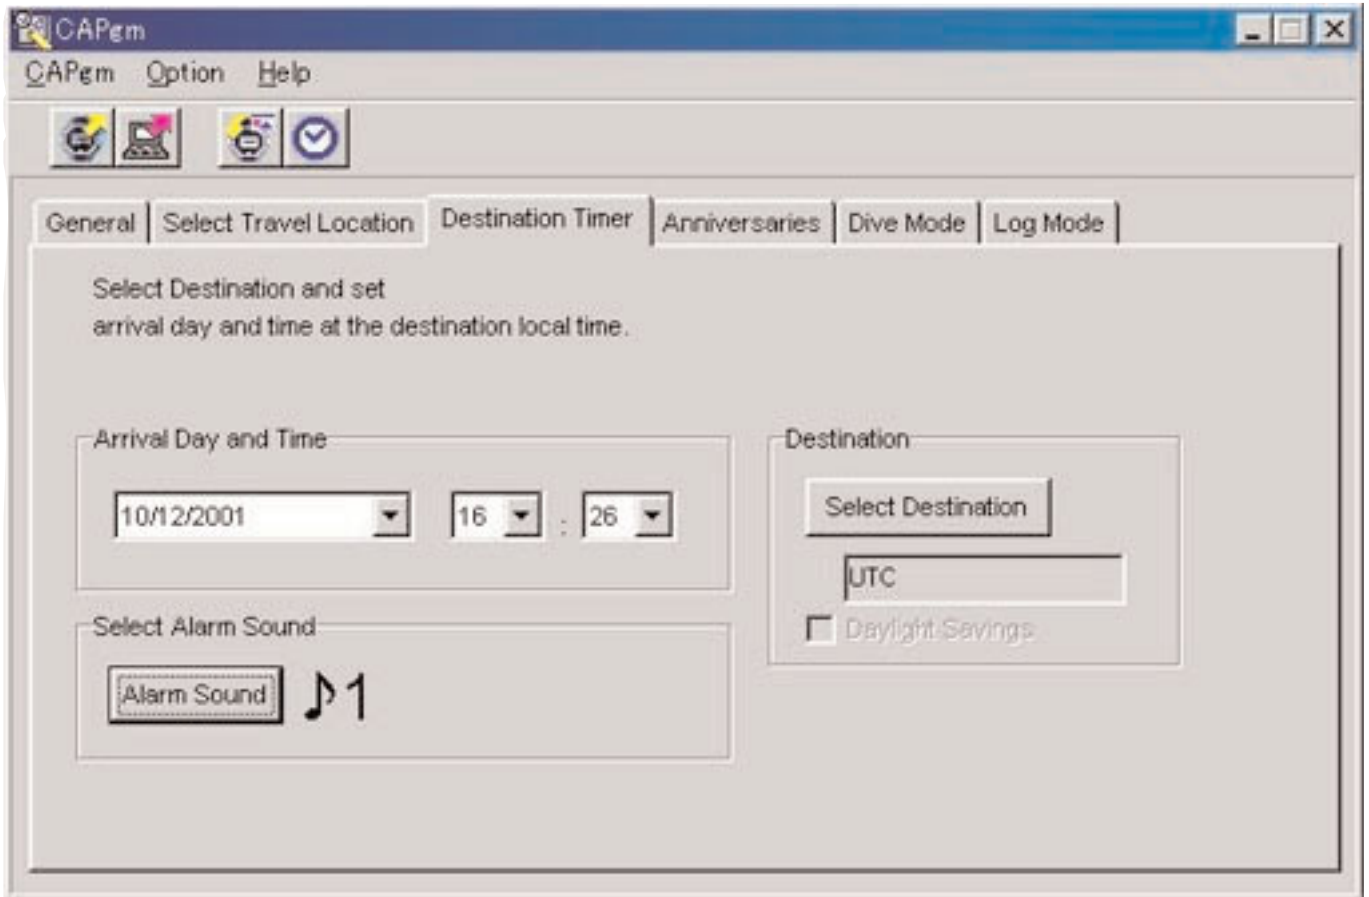 CAPgm
CAPgm Option Help
General Select Travel Location Destination Timer Anniversaries Dive Mode Log Mode
Select Destination and set
arrival day and time at the destination local time.
Arrival Day and Time
10/12/2001 16 : 26
Destination
Select Destination
UTC
Daylight Savings
Select Alarm Sound
Alarm Sound ♪1